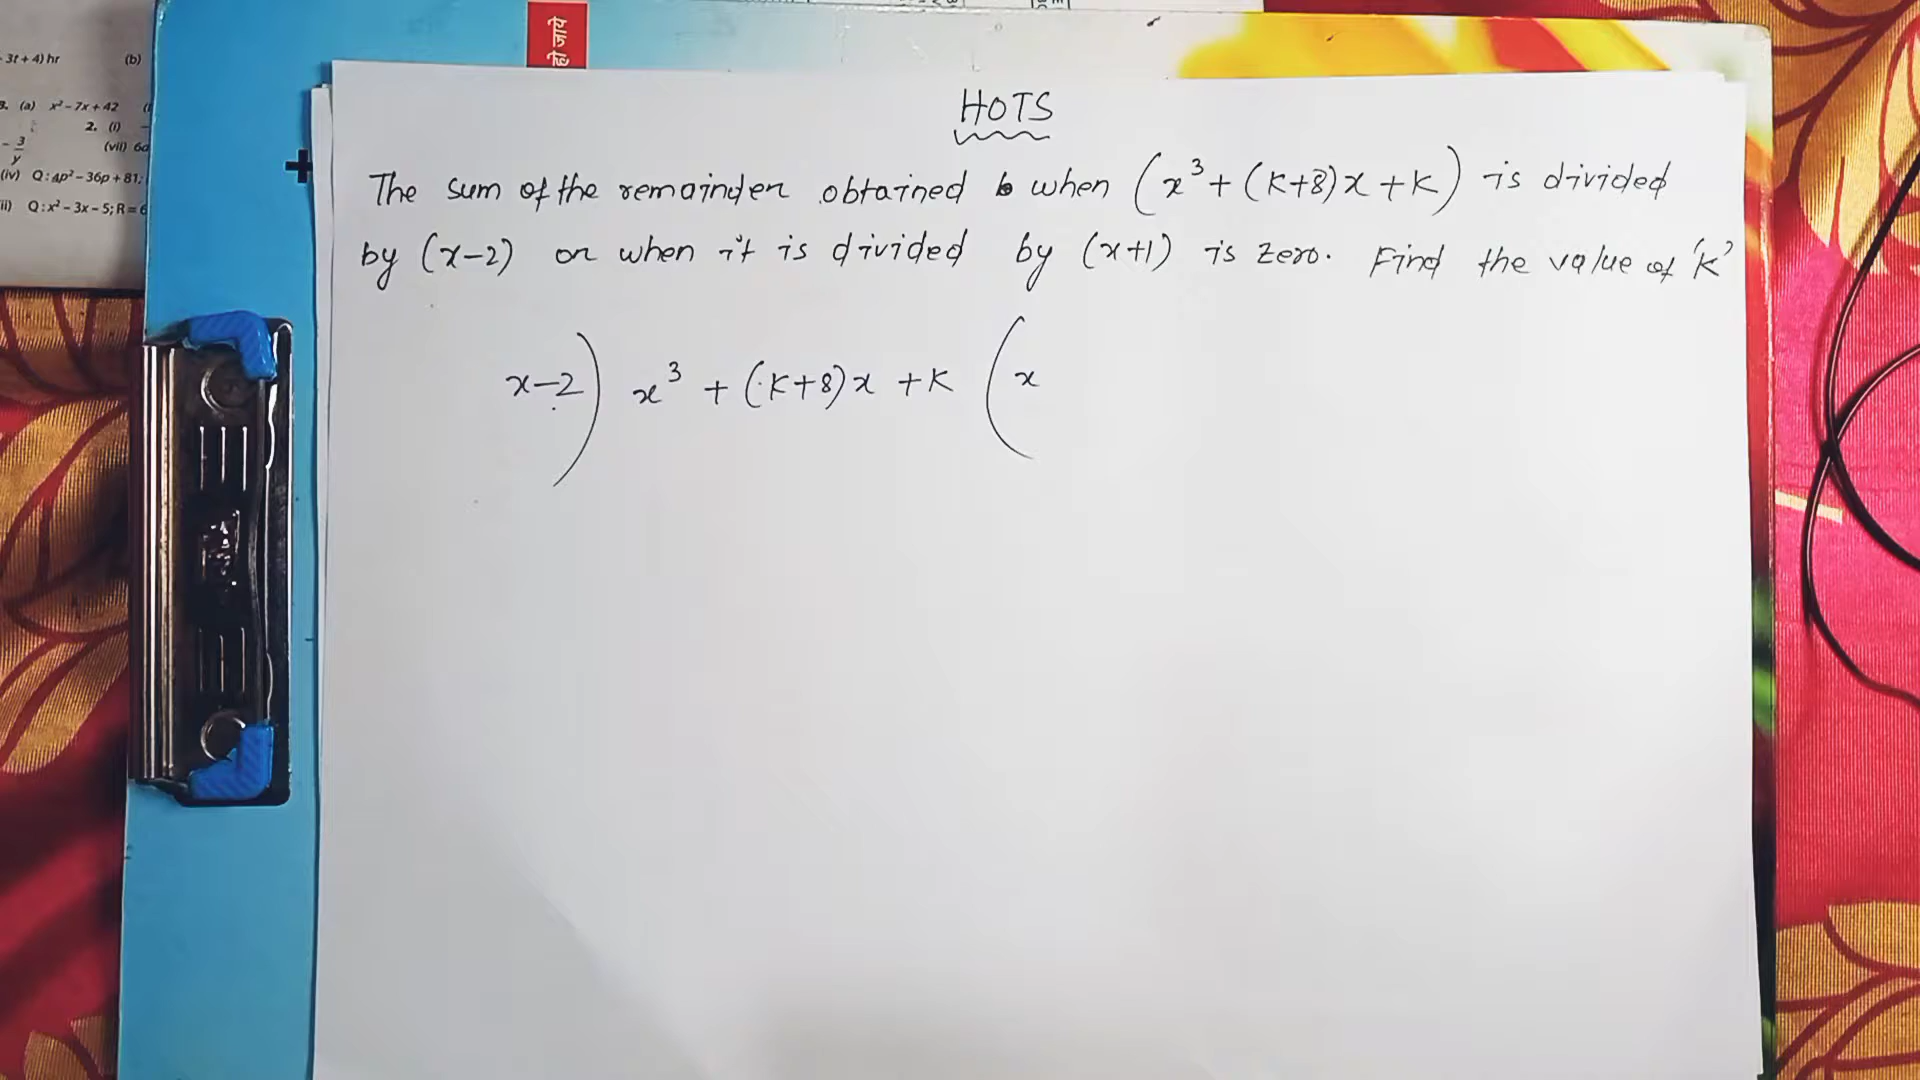 3t + 4) hr (b)
3. (a) x² – 7x + 42
2. (i)
– 3/y (vii) 6a
(iv) Q : 4p² – 36p + 81;
ii) Q : x² – 3x – 5; R = 6
हो जाये
HOTS
The sum of the remainder obtained when (x³ + (k+8)x + k) is divided
by (x–2) or when it is divided by (x+1) is zero. Find the value of 'k'
x–2) x³ + (k+8)x + k (x